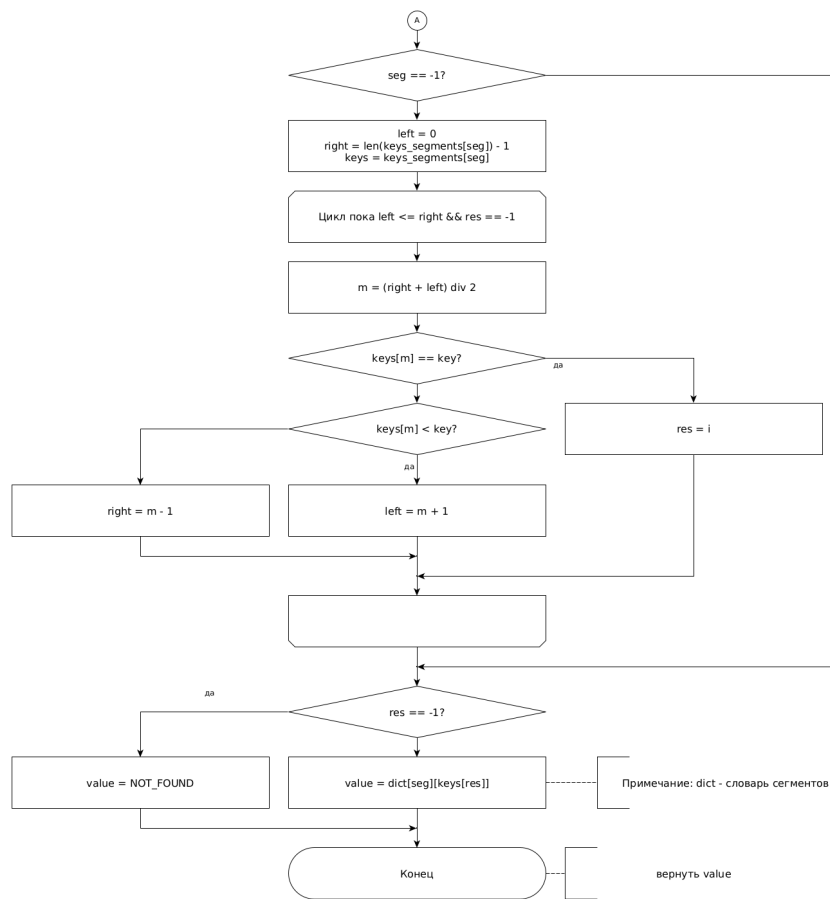 A
seg == -1?
left = 0
right = len(keys_segments[seg]) - 1
keys = keys_segments[seg]
Цикл пока left <= right && res == -1
m = (right + left) div 2
keys[m] == key?
да
keys[m] < key?
res = i
да
right = m - 1
left = m + 1
да
res == -1?
value = NOT_FOUND
value = dict[seg][keys[res]]
Примечание: dict - словарь сегментов
Конец
вернуть value